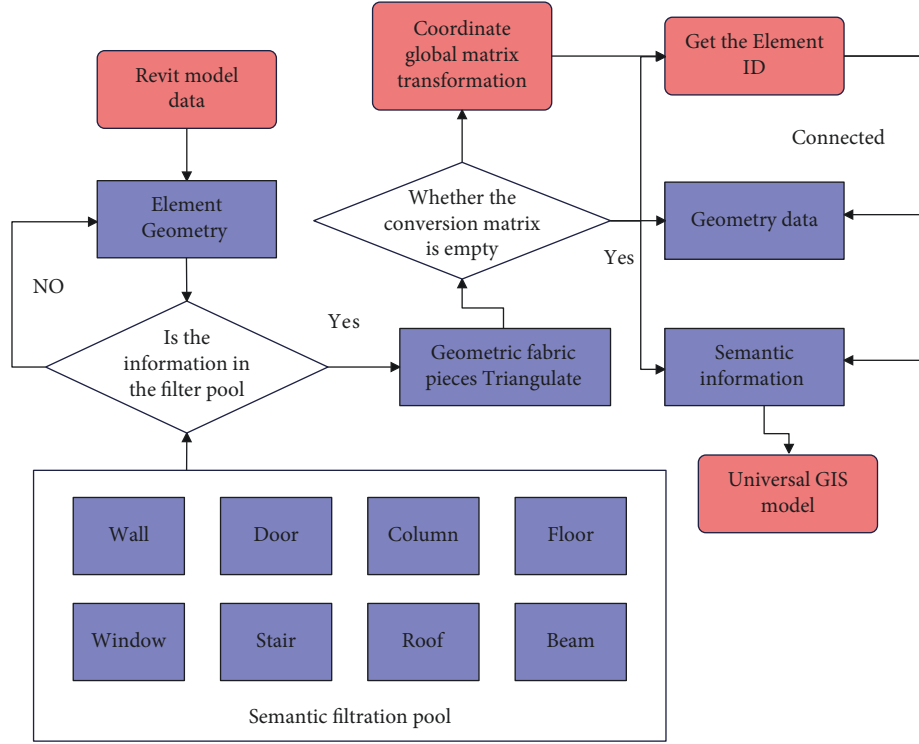 Revit model
data
Element
Geometry
NO
Is the
information in
the filter pool
Yes
Geometric fabric
pieces Triangulate
Whether the
conversion matrix
is empty
Coordinate
global matrix
transformation
Yes
Get the Element
ID
Connected
Geometry data
Semantic
information
Universal GIS
model
Wall
Door
Column
Floor
Window
Stair
Roof
Beam
Semantic filtration pool